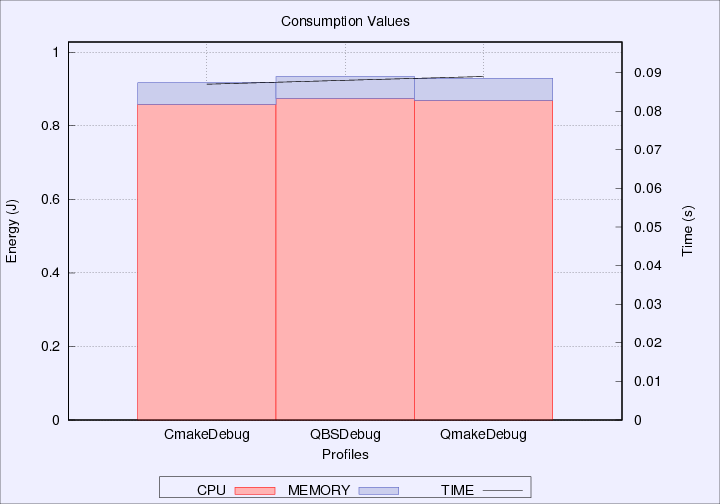 Consumption Values
1
0.8
0.6
0.4
0.2
0
Energy (J)
0.09
0.08
0.07
0.06
0.05
0.04
0.03
0.02
0.01
0
Time (s)
CmakeDebug QBSDebug QmakeDebug
Profiles
CPU MEMORY TIME